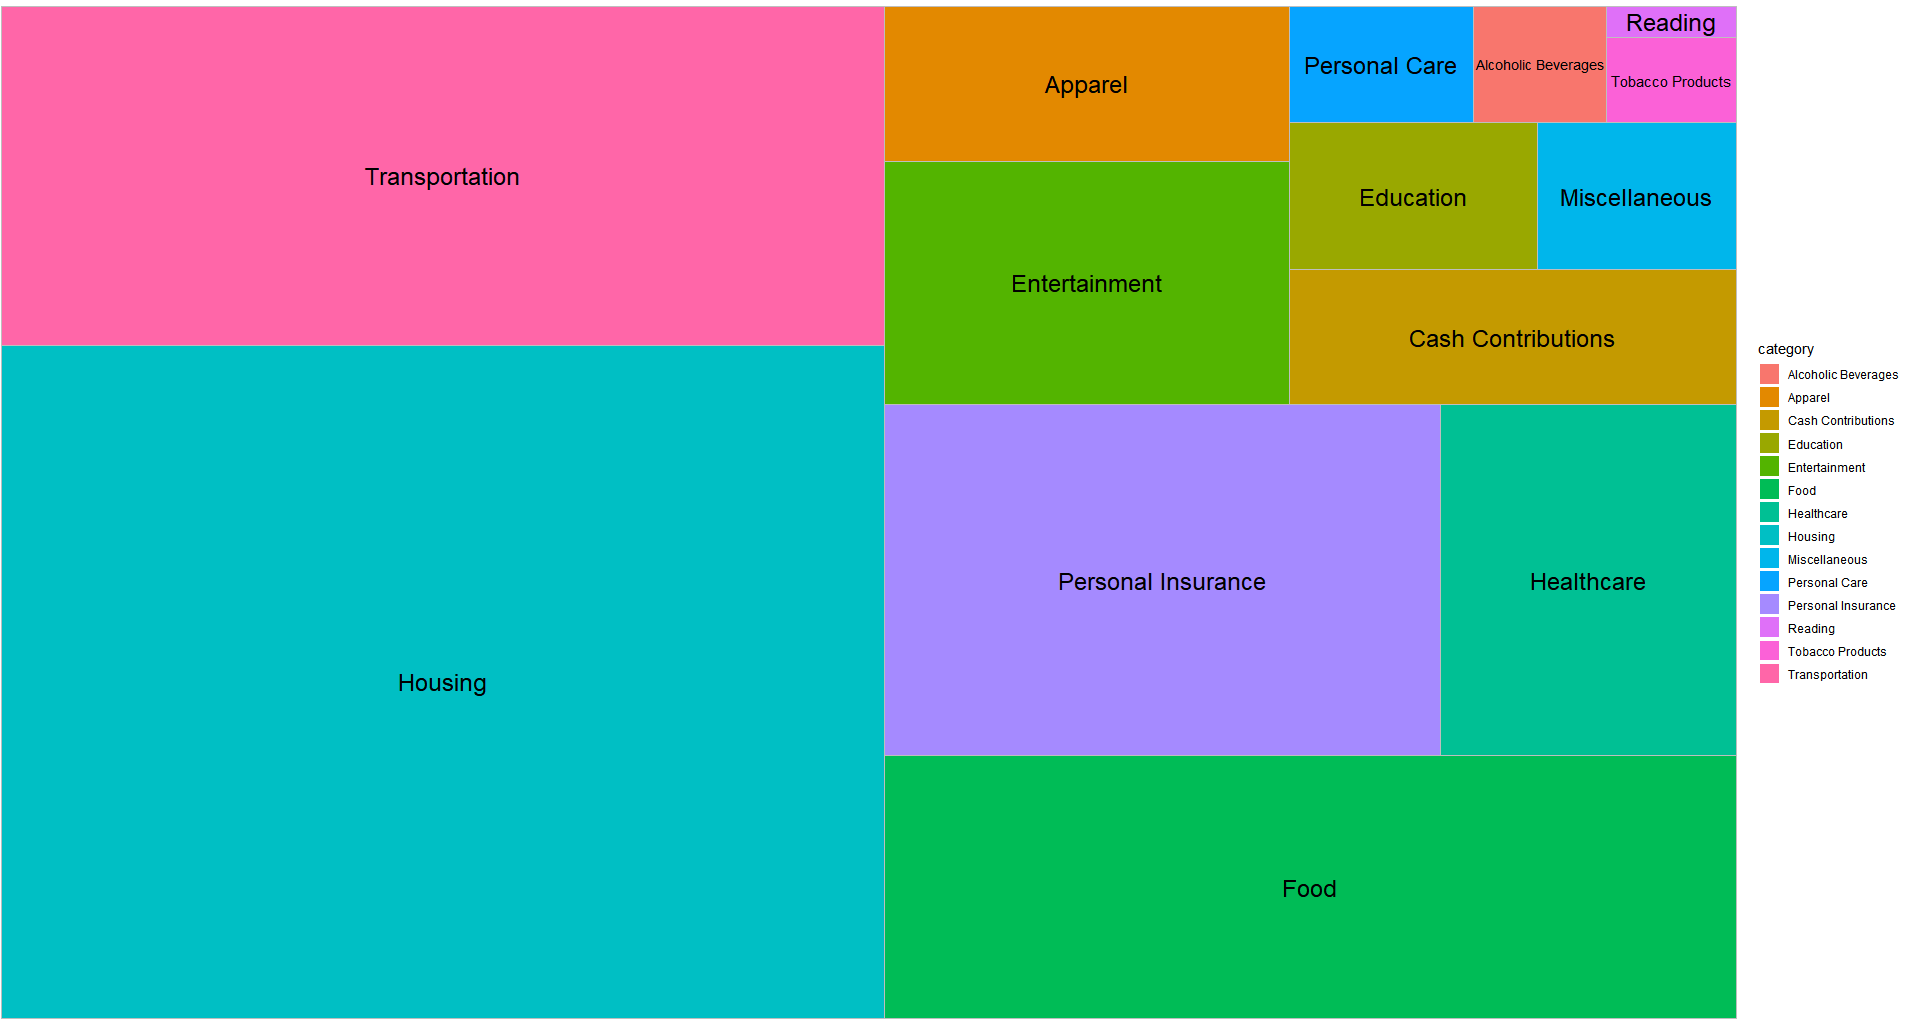 Transportation
Housing
Apparel
Entertainment
Personal Care
Alcoholic Beverages
Reading
Tobacco Products
Education
Miscellaneous
Cash Contributions
Personal Insurance
Healthcare
Food
category
Alcoholic Beverages
Apparel
Cash Contributions
Education
Entertainment
Food
Healthcare
Housing
Miscellaneous
Personal Care
Personal Insurance
Reading
Tobacco Products
Transportation